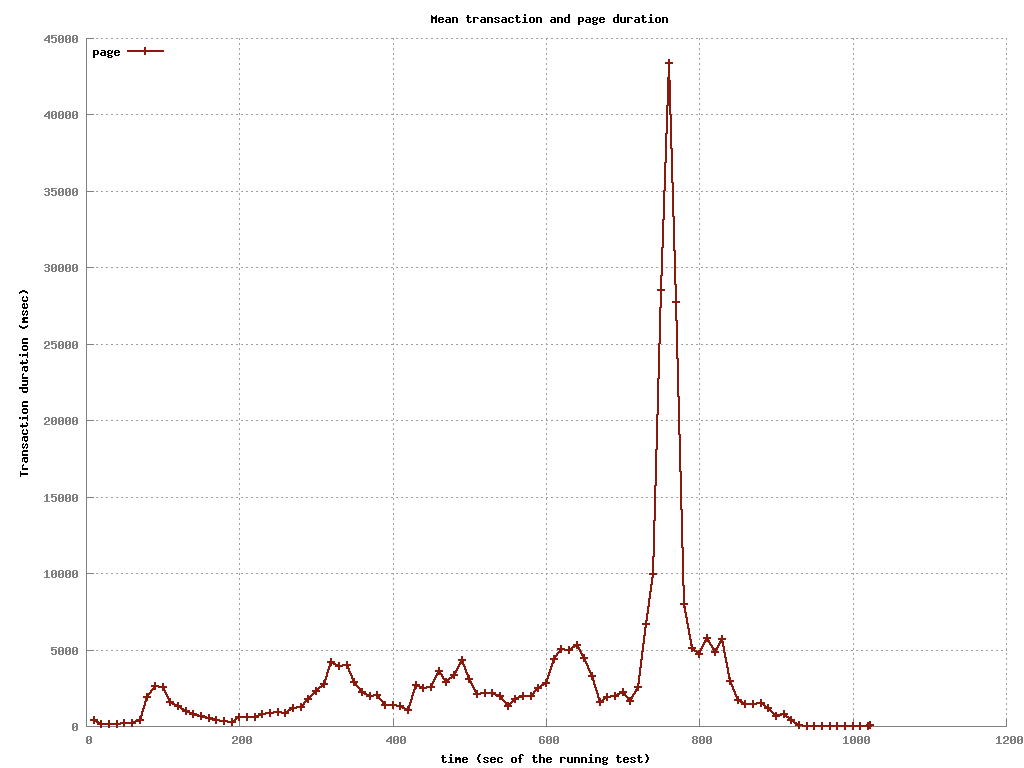 Mean transaction and page duration
page
45000
40000
35000
30000
25000
20000
15000
10000
5000
0
Transaction duration (msec)
0 200 400 600 800 1000 1200
time (sec of the running test)